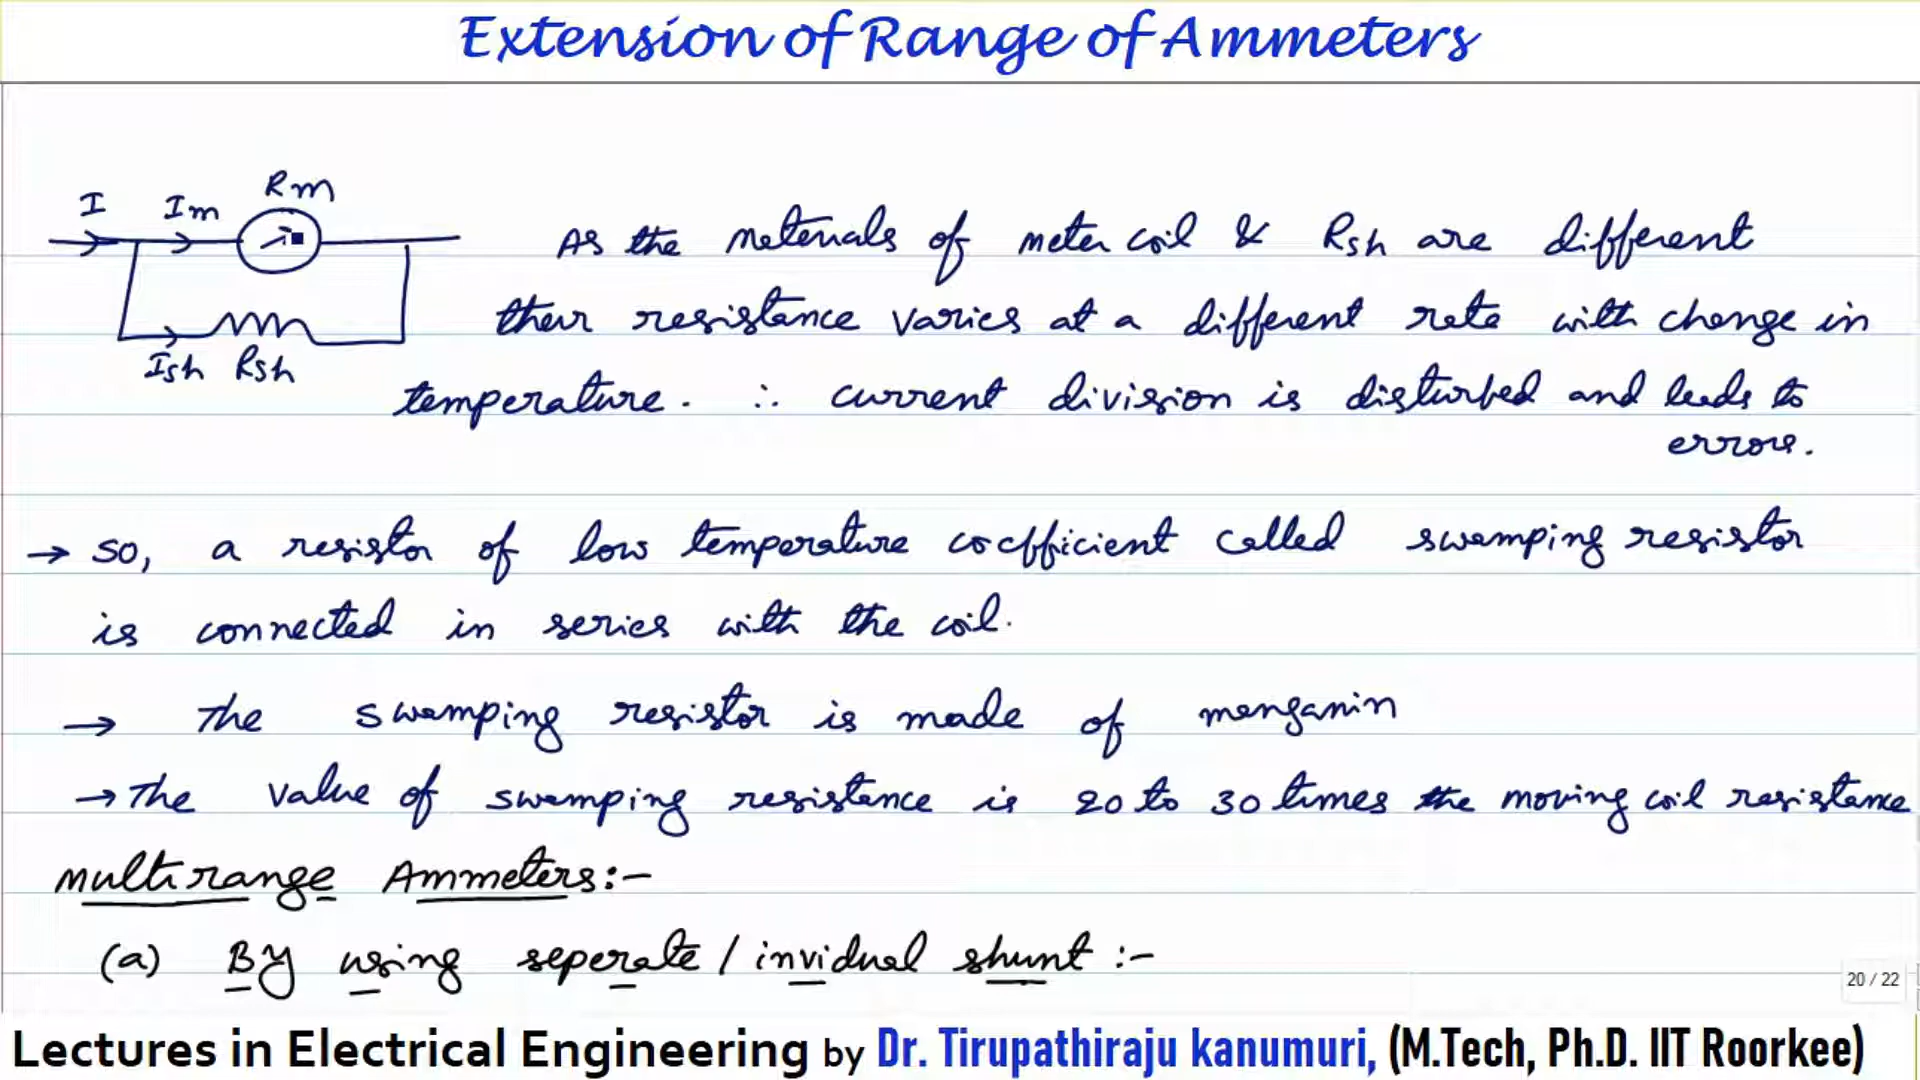 Extension of Range of Ammeters
Rm
I Im
Ish Rsh
As the meterials of meter coil & Rsh are different
their resistance varies at a different rate with change in
temperature. ∴ current division is disturbed and leads to
errors.
→ so, a resistor of low temperature coefficient called swamping resistor
is connected in series with the coil.
→ The swamping resistor is made of manganin
→ The value of swamping resistance is 20 to 30 times the moving coil resistance
Multirange Ammeters:-
(a) By using seperate / invidual shunt :-
20 / 22
Lectures in Electrical Engineering by Dr. Tirupathiraju kanumuri, (M.Tech, Ph.D. IIT Roorkee)